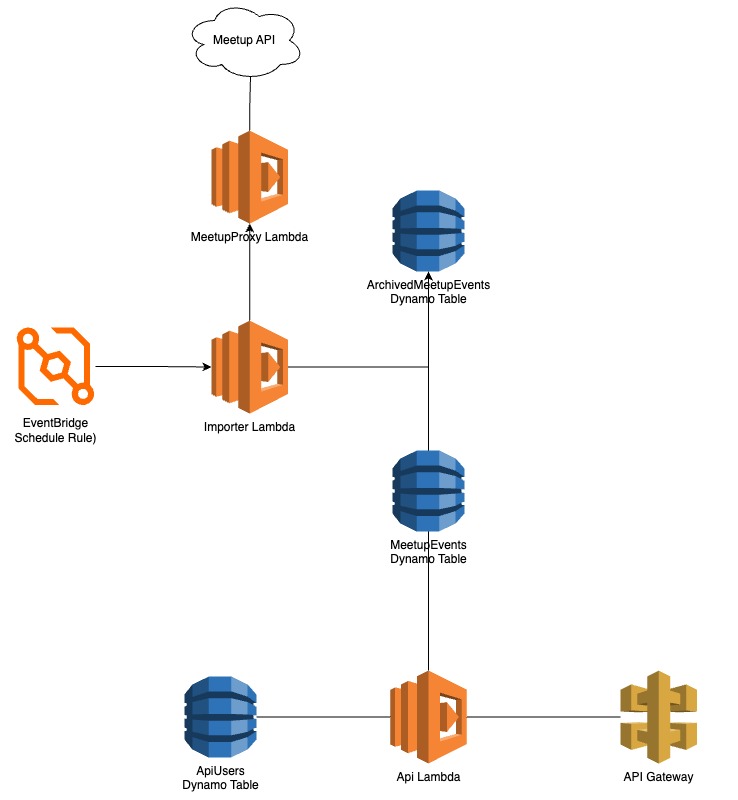 Meetup API
MeetupProxy Lambda
ArchivedMeetupEvents
Dynamo Table
EventBridge
Schedule Rule)
Importer Lambda
MeetupEvents
Dynamo Table
ApiUsers
Dynamo Table
Api Lambda
API Gateway